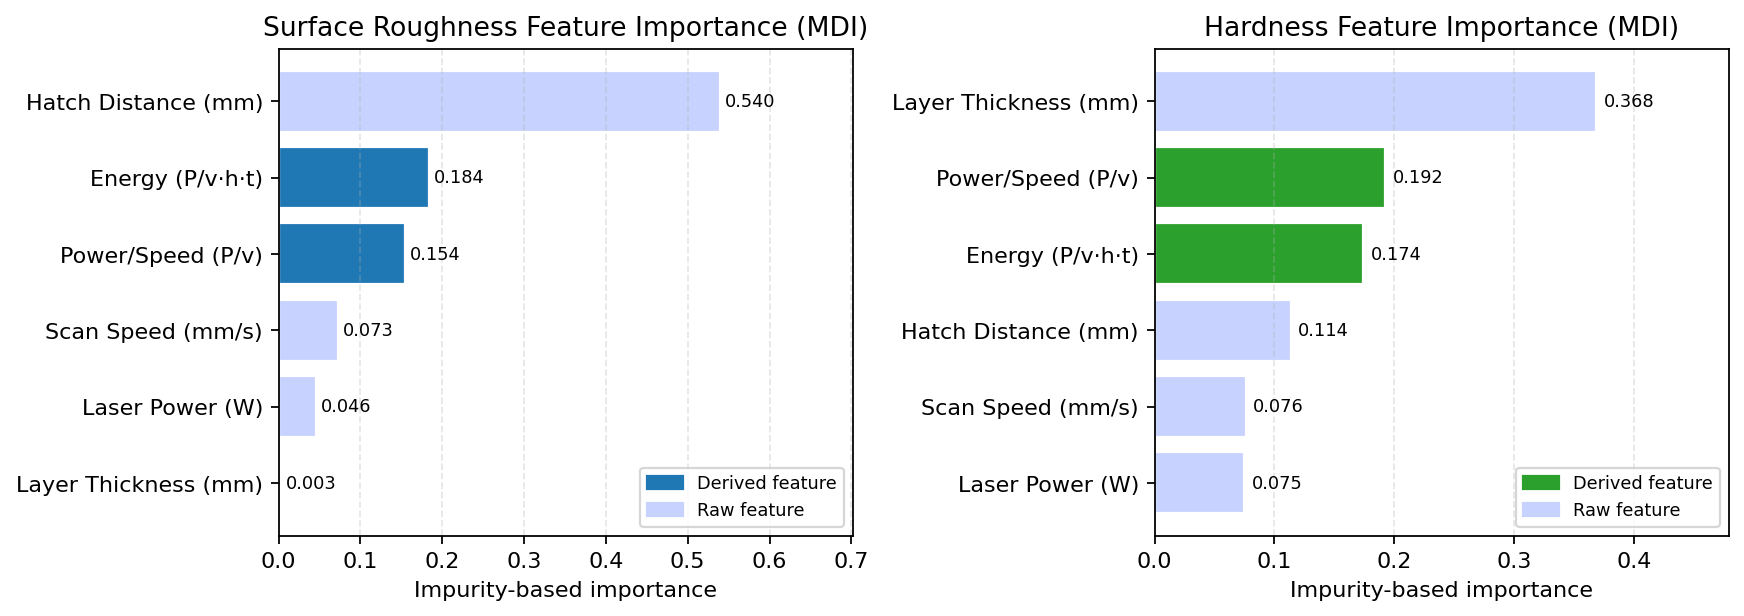 Surface Roughness Feature Importance (MDI)
Hatch Distance (mm)
0.540
Energy (P/v·h·t)
0.184
Power/Speed (P/v)
0.154
Scan Speed (mm/s)
0.073
Laser Power (W)
0.046
Layer Thickness (mm)
0.003
Derived feature
Raw feature
0.0 0.1 0.2 0.3 0.4 0.5 0.6 0.7
Impurity-based importance
Hardness Feature Importance (MDI)
Layer Thickness (mm)
0.368
Power/Speed (P/v)
0.192
Energy (P/v·h·t)
0.174
Hatch Distance (mm)
0.114
Scan Speed (mm/s)
0.076
Laser Power (W)
0.075
Derived feature
Raw feature
0.0 0.1 0.2 0.3 0.4
Impurity-based importance